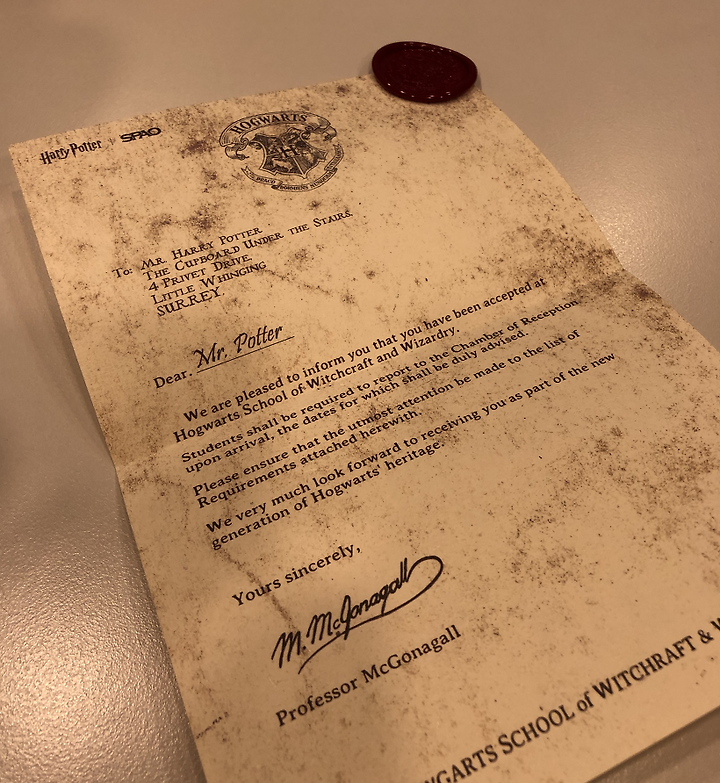 Harry Potter SPAO
HOGWARTS
To: MR. HARRY POTTER
THE CUPBOARD UNDER THE STAIRS.
4 PRIVET DRIVE.
LITTLE WHINGING
SURREY.
Dear. Mr. Potter
We are pleased to inform you that you have been accepted at
Hogwarts School of Witchcraft and Wizardry.
Students shall be required to report to the Chamber of Reception
upon arrival, the dates for which shall be duly advised.
Please ensure that the utmost attention be made to the list of
Requirements attached herewith.
We very much look forward to receiving you as part of the new
generation of Hogwarts' heritage.
Yours sincerely,
M. McGonagall
Professor McGonagall
GARTS SCHOOL of WITCHRAFT & W